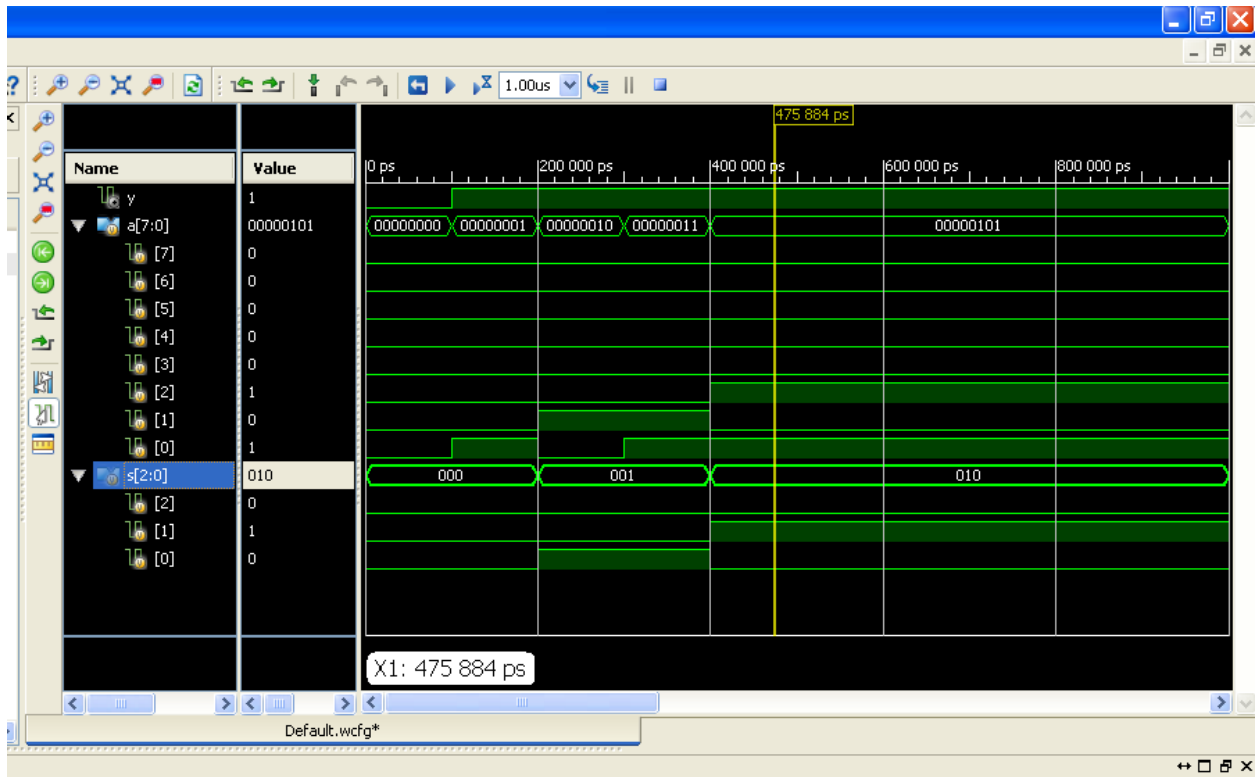 ?
1.00us
475 884 ps
Name Value 0 ps 200 000 ps 400 000 ps 600 000 ps 800 000 ps
y 1
a[7:0] 00000101 00000000 00000001 00000010 00000011 00000101
[7] 0
[6] 0
[5] 0
[4] 0
[3] 0
[2] 1
[1] 0
[0] 1
s[2:0] 010 000 001 010
[2] 0
[1] 1
[0] 0
X1: 475 884 ps
Default.wcfg*